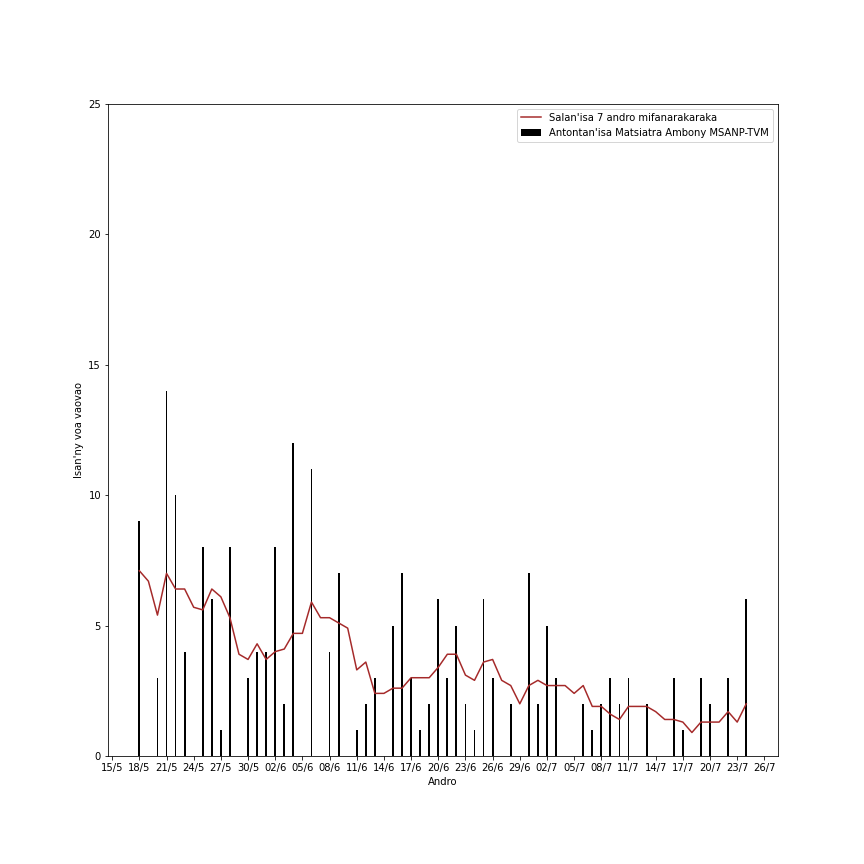 Salan'isa 7 andro mifanarakaraka
Antontan'isa Matsiatra Ambony MSANP-TVM
25
20
15
10
5
0
Isan'ny voa vaovao
15/5 18/5 21/5 24/5 27/5 30/5 02/6 05/6 08/6 11/6 14/6 17/6 20/6 23/6 26/6 29/6 02/7 05/7 08/7 11/7 14/7 17/7 20/7 23/7 26/7
Andro